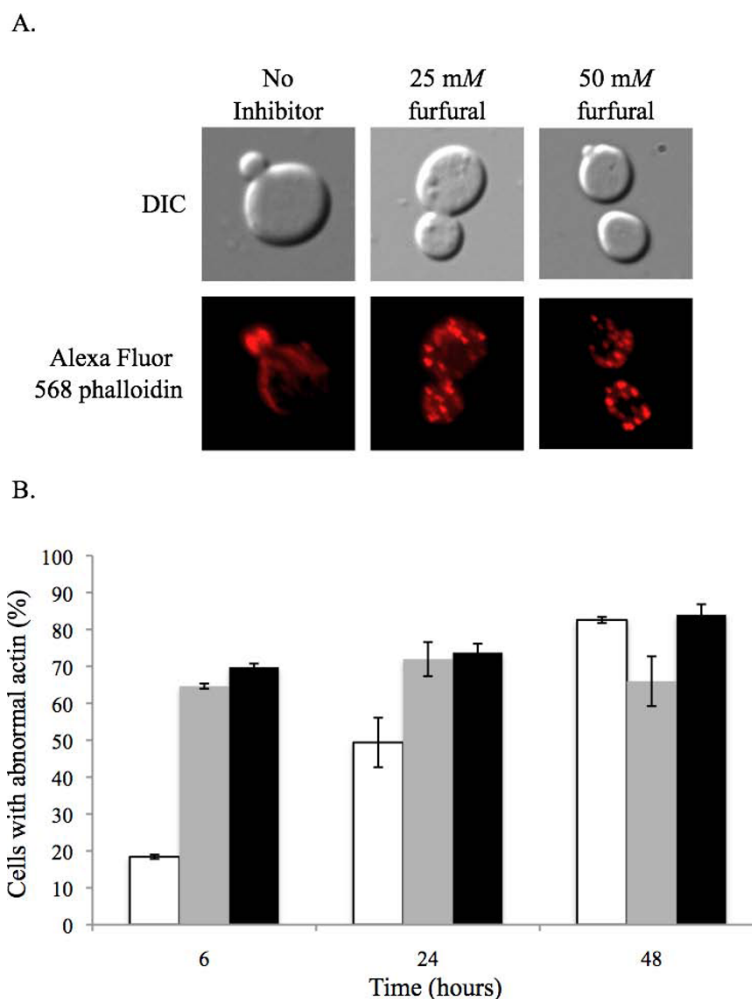 A.
No Inhibitor
25 mM furfural
50 mM furfural
DIC
Alexa Fluor
568 phalloidin
B.
Cells with abnormal actin (%)
100
90
80
70
60
50
40
30
20
10
0
6
24
48
Time (hours)